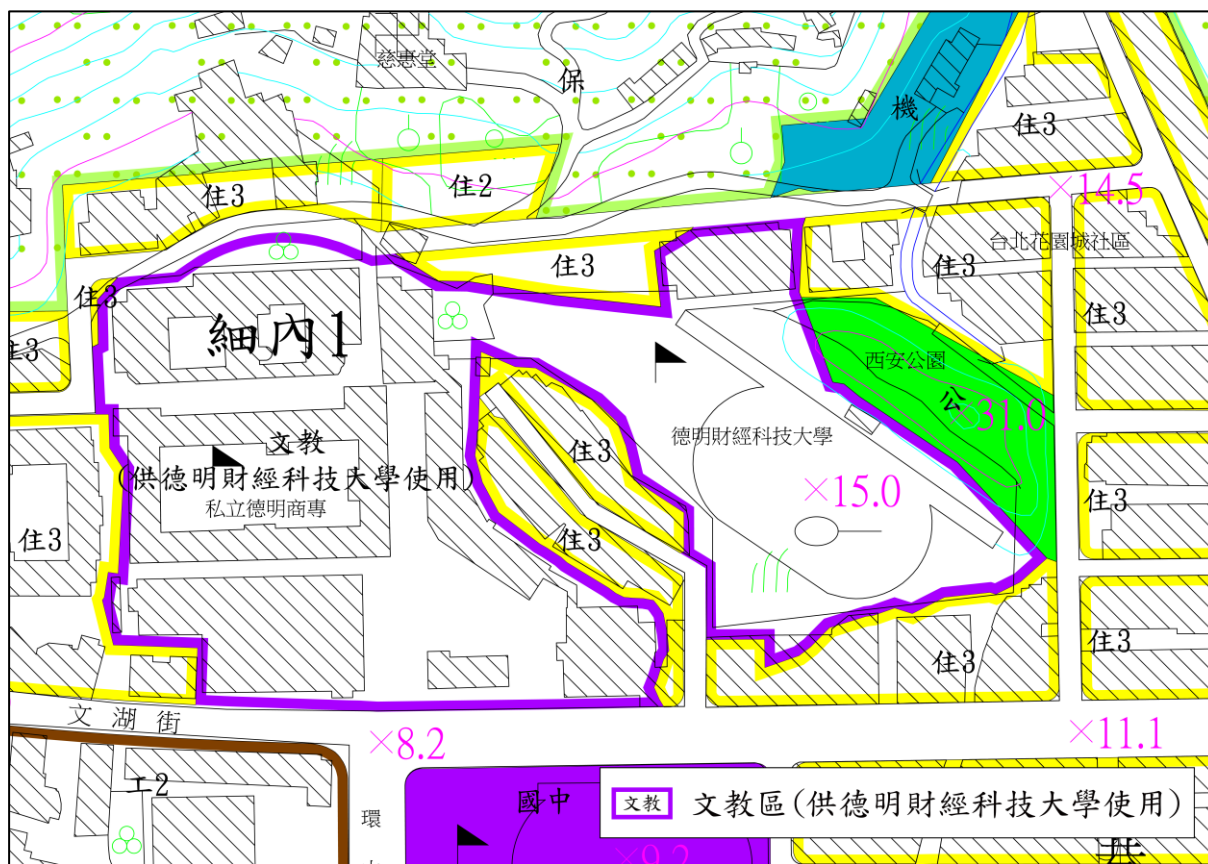 慈惠堂
保
機
住3
住3
住2
×14.5
台北花園城社區
住3
住3
住3
住3
住3
細內1
西安公園
公
×31.0
文教
(供德明財經科技大學使用)
私立德明商專
住3
德明財經科技大學
×15.0
住3
住3
住3
住3
住3
文湖街
×8.2
×11.1
工2
國中
環
文教 文教區(供德明財經科技大學使用)
×9.2